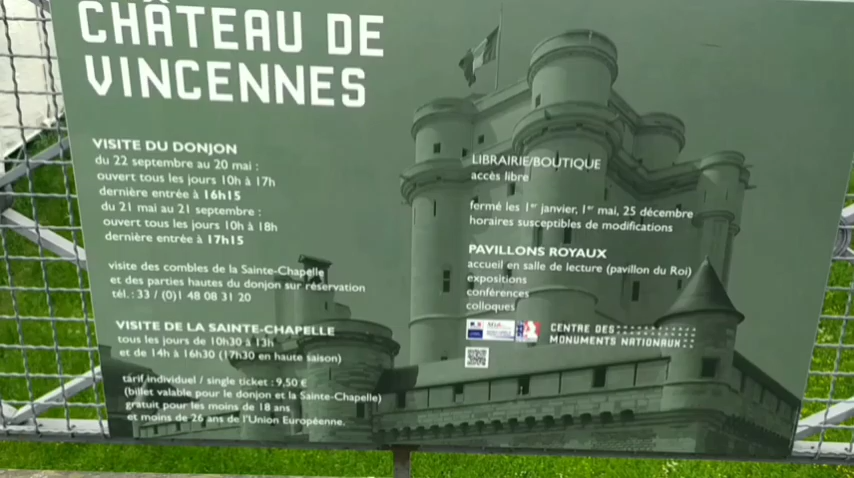 CHÂTEAU DE
VINCENNES
VISITE DU DONJON
du 22 septembre au 20 mai :
ouvert tous les jours 10h à 17h
dernière entrée à 16h15
du 21 mai au 21 septembre :
ouvert tous les jours 10h à 18h
dernière entrée à 17h15
visite des combles de la Sainte-Chapelle
et des parties hautes du donjon sur réservation
tél. : 33 / (0)1 48 08 31 20
VISITE DE LA SAINTE-CHAPELLE
tous les jours de 10h30 à 13h
et de 14h à 16h30 (17h30 en haute saison)
tarif individuel / single ticket : 9,50 €
(billet valable pour le donjon et la Sainte-Chapelle)
gratuit pour les moins de 18 ans
et moins de 26 ans de l'Union Européenne.
LIBRAIRIE/BOUTIQUE
accès libre
fermé les 1er janvier, 1er mai, 25 décembre
horaires susceptibles de modifications
PAVILLONS ROYAUX
accueil en salle de lecture (pavillon du Roi)
expositions
conférences
colloques
CENTRE DES
MONUMENTS NATIONAUX